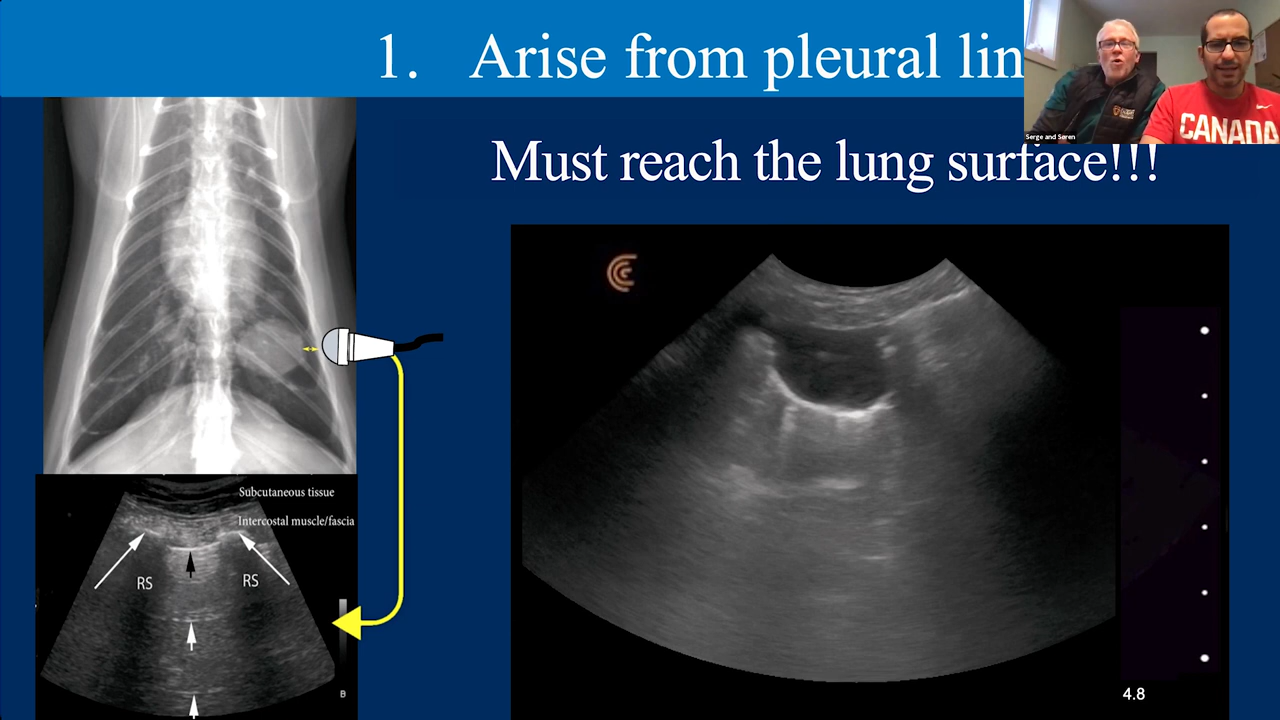 1. Arise from pleural lin
Must reach the lung surface!!!
Serge and Søren
CANADA
Subcutaneous tissue
Intercostal muscle/fascia
RS
RS
B
4.8